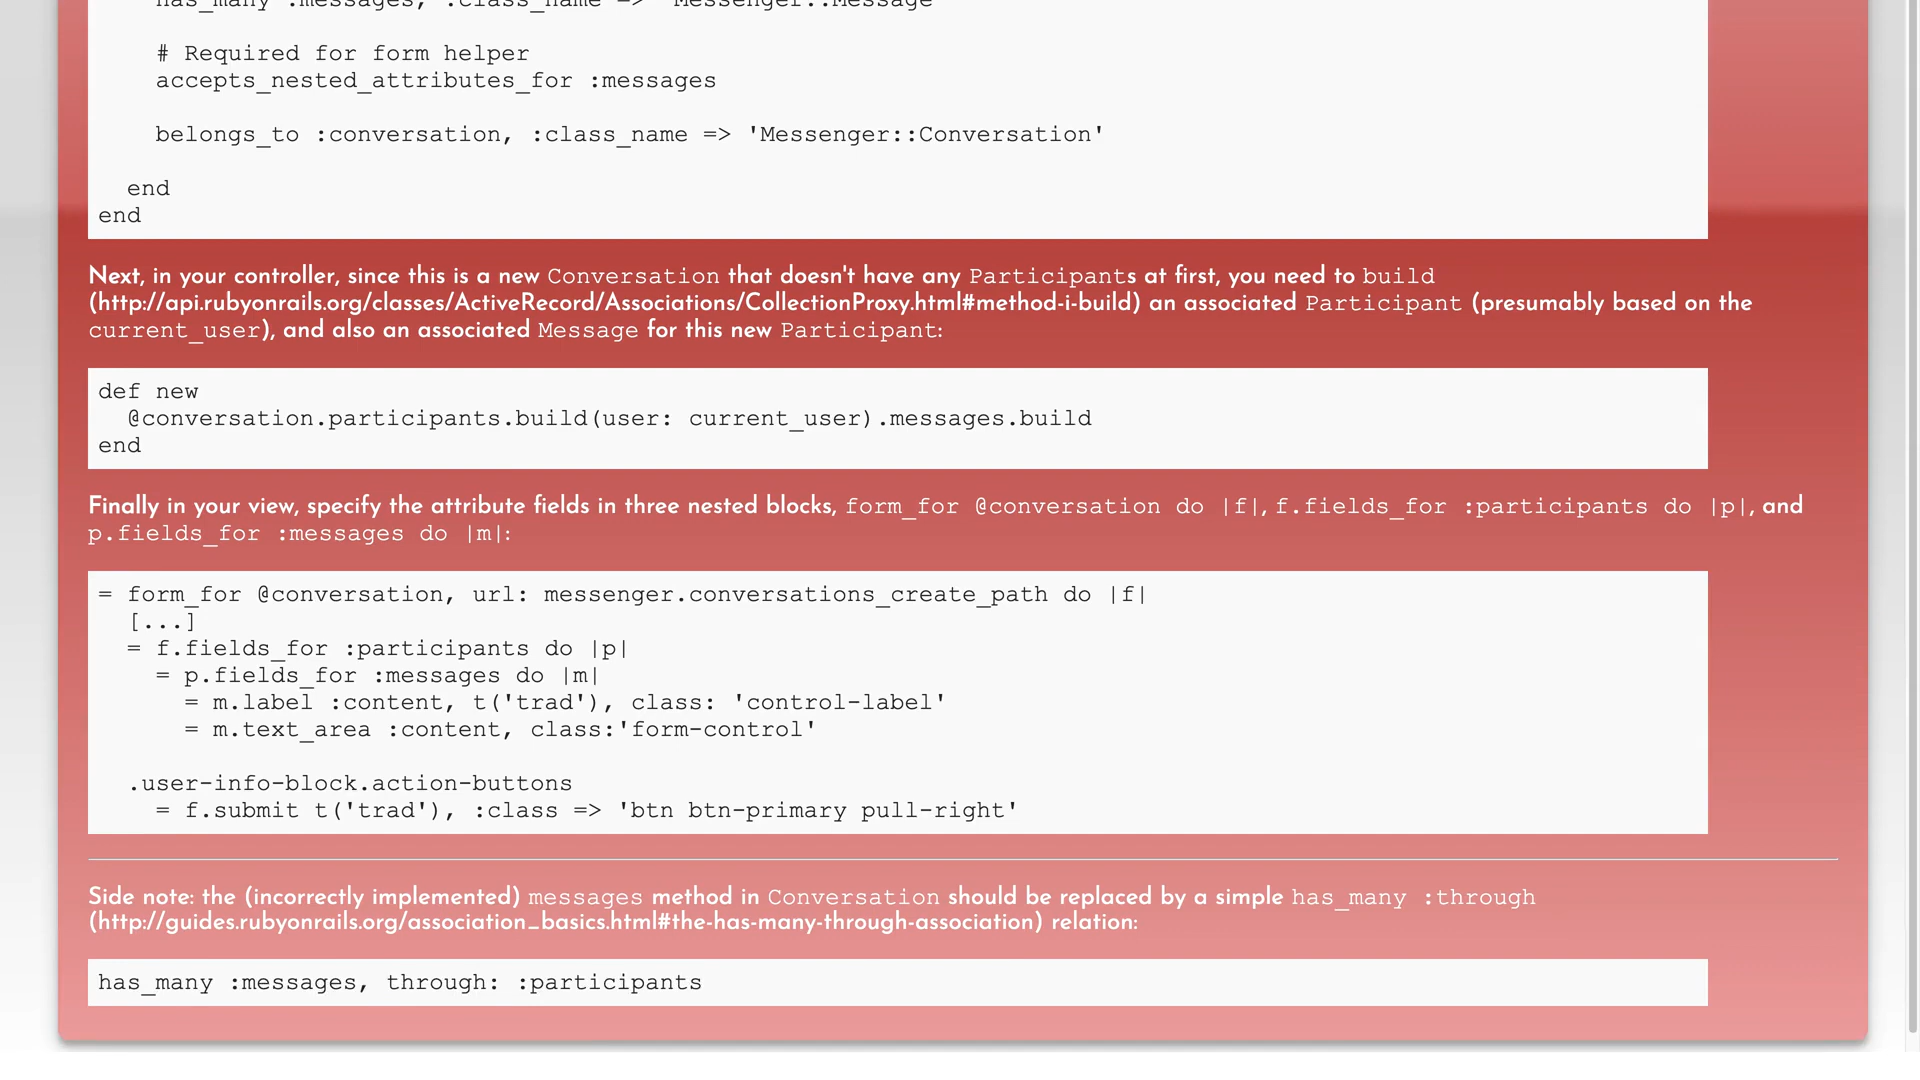 has_many :messages, :class_name => 'Messenger::Message'

    # Required for form helper
    accepts_nested_attributes_for :messages

    belongs_to :conversation, :class_name => 'Messenger::Conversation'

  end
end
Next, in your controller, since this is a new Conversation that doesn't have any Participants at first, you need to build
(http://api.rubyonrails.org/classes/ActiveRecord/Associations/CollectionProxy.html#method-i-build) an associated Participant (presumably based on the
current_user), and also an associated Message for this new Participant:
def new
  @conversation.participants.build(user: current_user).messages.build
end
Finally in your view, specify the attribute fields in three nested blocks, form_for @conversation do |f|, f.fields_for :participants do |p|, and
p.fields_for :messages do |m|:
= form_for @conversation, url: messenger.conversations_create_path do |f|
  [...]
  = f.fields_for :participants do |p|
    = p.fields_for :messages do |m|
      = m.label :content, t('trad'), class: 'control-label'
      = m.text_area :content, class:'form-control'

  .user-info-block.action-buttons
    = f.submit t('trad'), :class => 'btn btn-primary pull-right'
Side note: the (incorrectly implemented) messages method in Conversation should be replaced by a simple has_many :through
(http://guides.rubyonrails.org/association_basics.html#the-has-many-through-association) relation:
has_many :messages, through: :participants